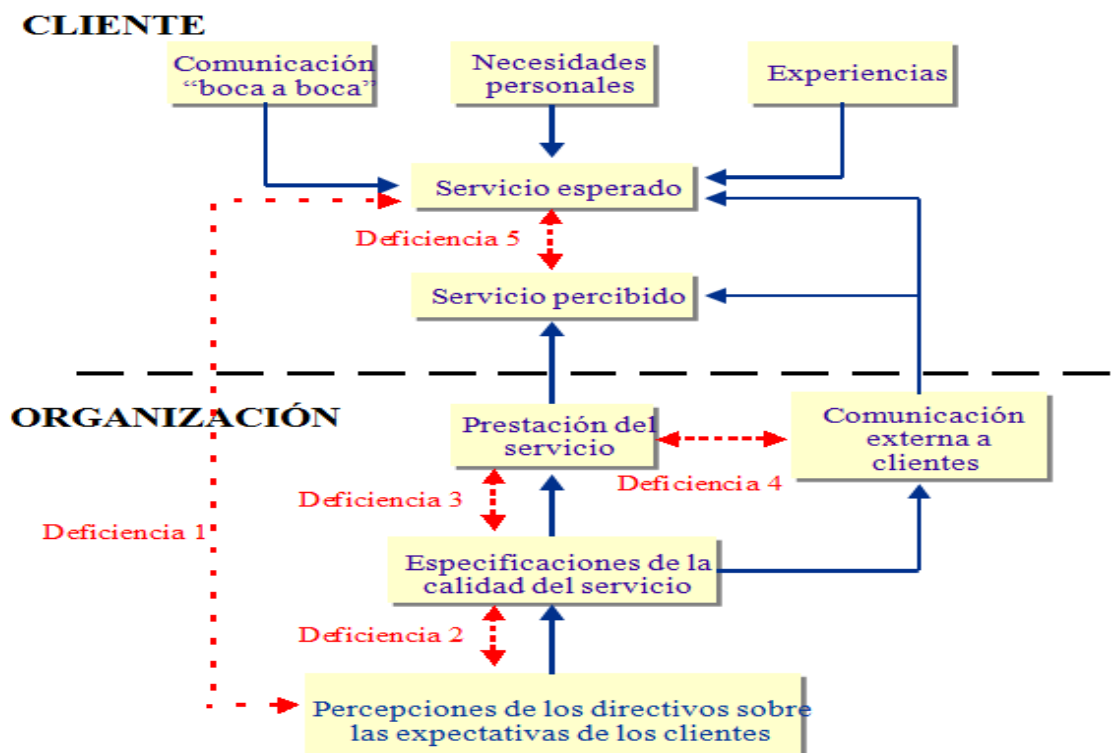 CLIENTE
Comunicación
“boca a boca”
Necesidades
personales
Experiencias
Servicio esperado
Deficiencia 5
Servicio percibido
ORGANIZACIÓN
Prestación del
servicio
Comunicación
externa a
clientes
Deficiencia 4
Deficiencia 3
Deficiencia 1
Especificaciones de la
calidad del servicio
Deficiencia 2
Percepciones de los directivos sobre
las expectativas de los clientes